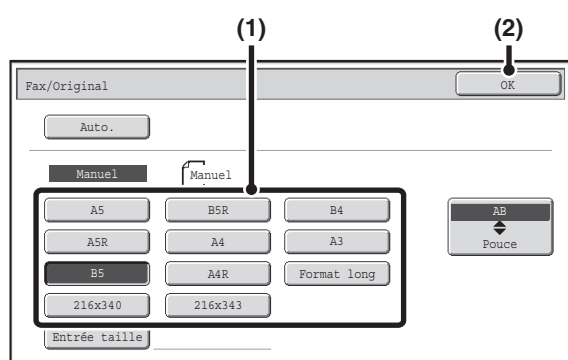 (1) (2)
Fax/Original OK
Auto.
Manuel Manuel
A5 B5R B4 AB
A5R A4 A3 Pouce
B5 A4R Format long
216x340 216x343
Entrée taille